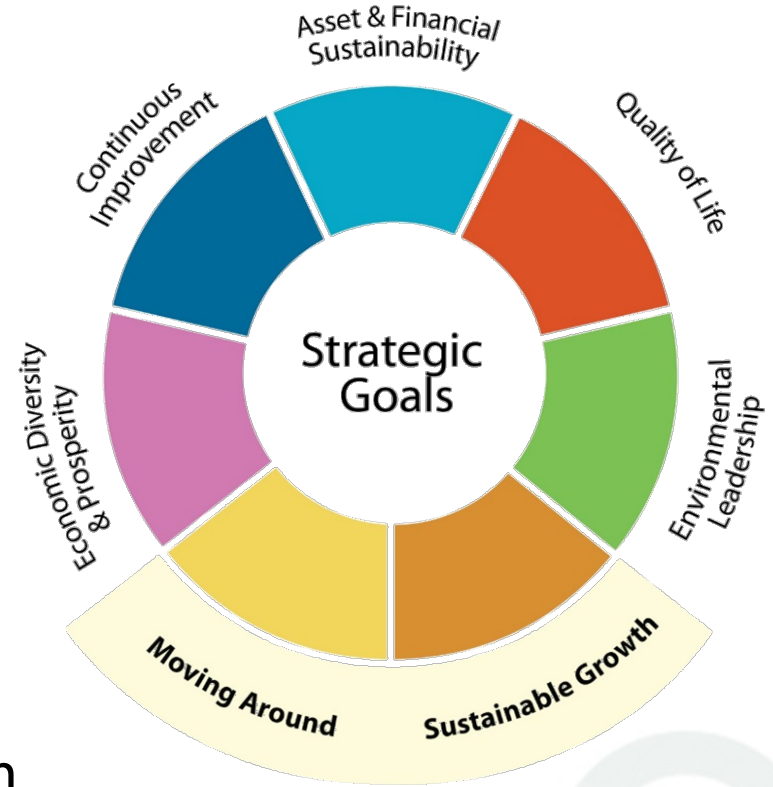 Asset & Financial
Sustainability
Continuous
Improvement
Quality of Life
Strategic
Goals
Economic Diversity
& Prosperity
Environmental
Leadership
Moving Around
Sustainable Growth
n